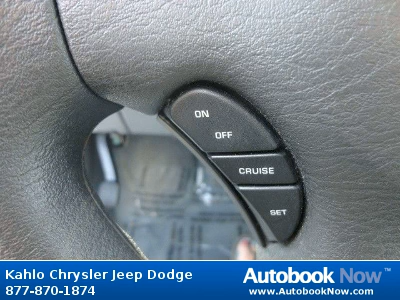 ON
OFF
CRUISE
SET
Kahlo Chrysler Jeep Dodge
877-870-1874
Autobook Now™
www.AutobookNow.com